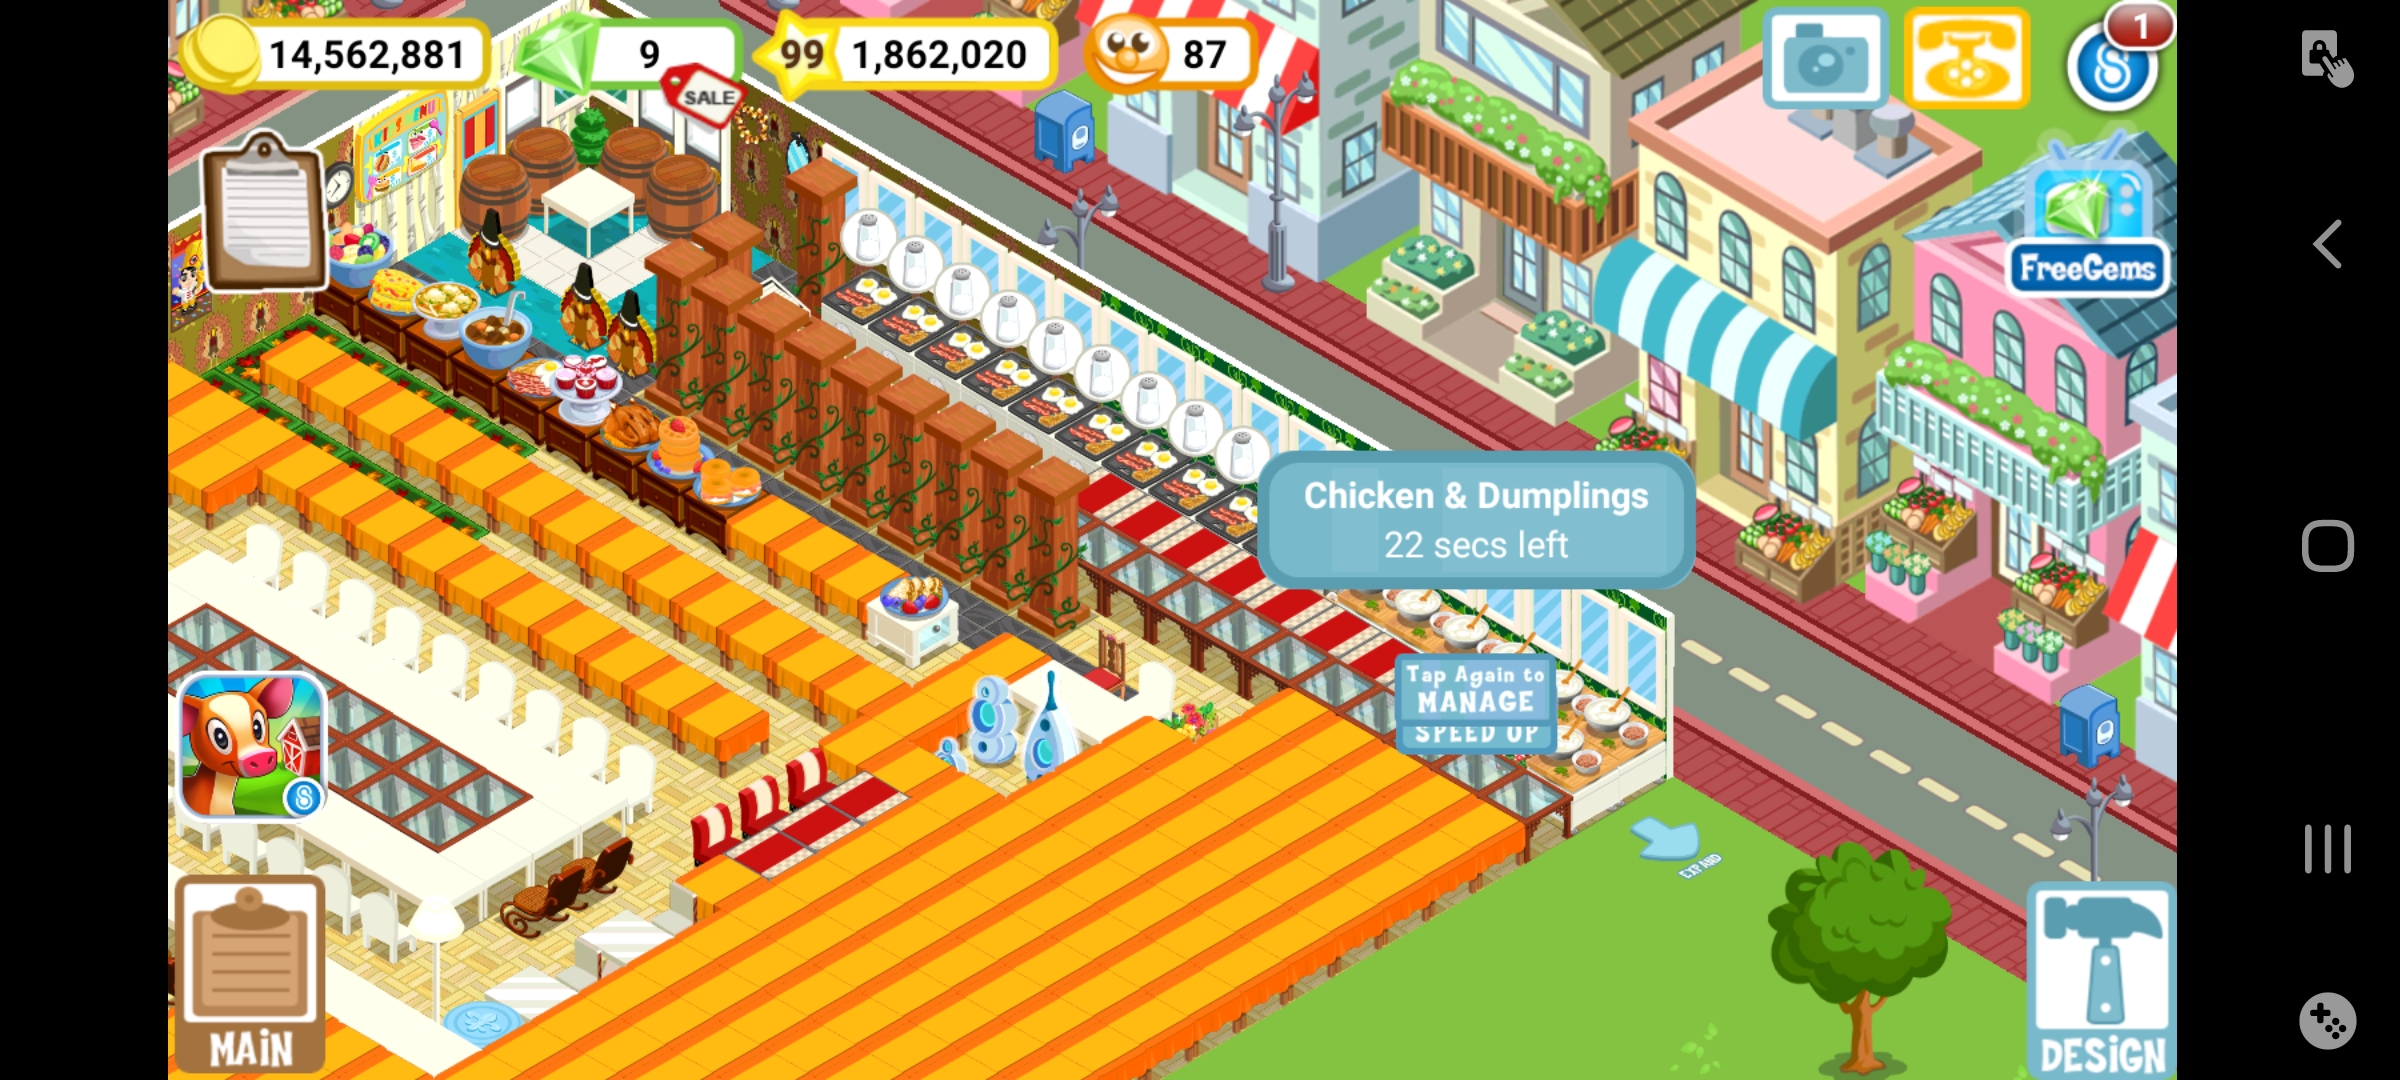 14,562,881
9
SALE
99
1,862,020
87
1
FreeGems
Chicken & Dumplings
22 secs left
Tap Again to
MANAGE
SPEED UP
EXPAND
MAIN
DESIGN